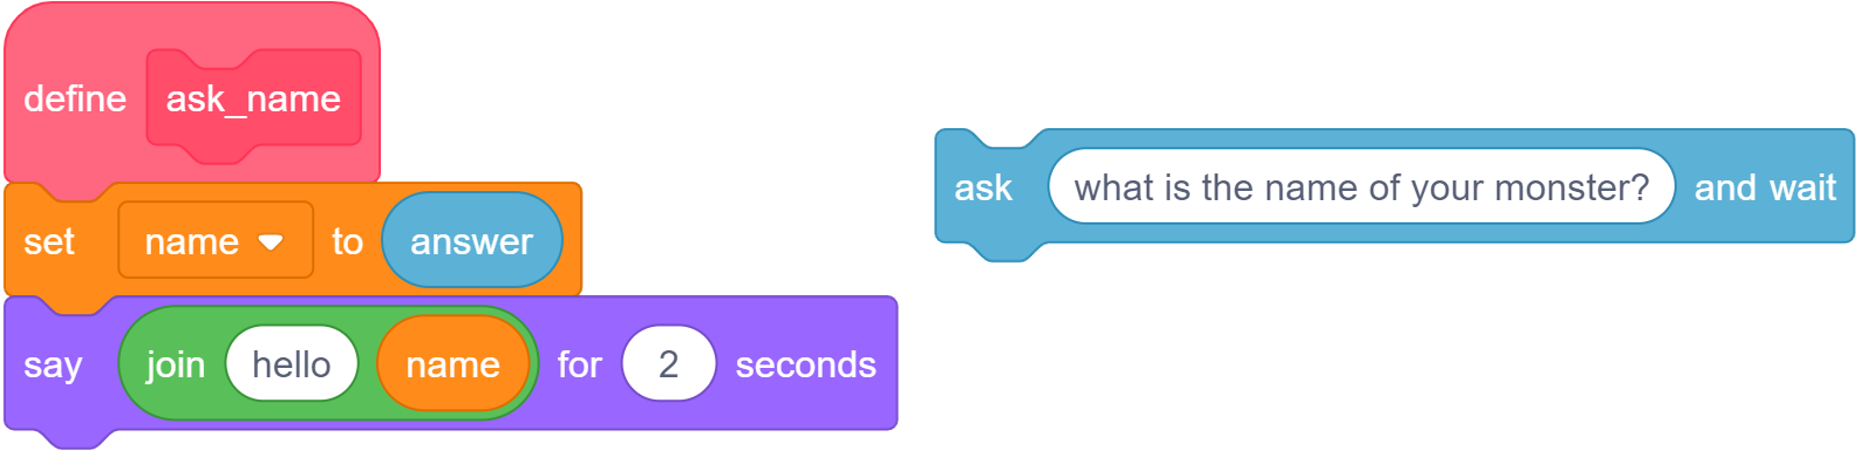 define ask_name
set name to answer
say join hello name for 2 seconds
ask what is the name of your monster? and wait